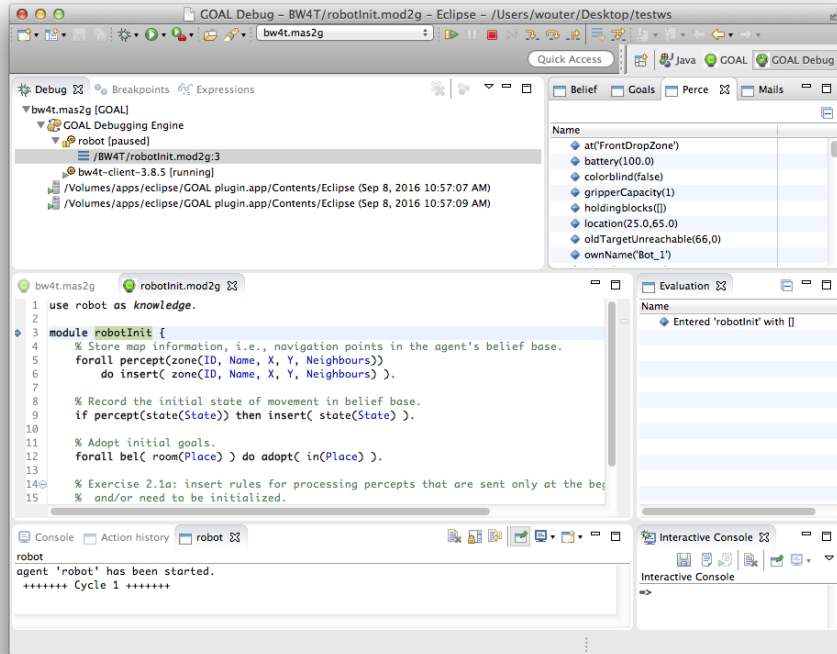 GOAL Debug - BW4T/robotInit.mod2g - Eclipse - /Users/wouter/Desktop/testws
bw4t.mas2g
Quick Access
Java
GOAL
GOAL Debug
Debug
Breakpoints
Expressions
bw4t.mas2g [GOAL]
GOAL Debugging Engine
robot [paused]
/BW4T/robotInit.mod2g:3
bw4t-client-3.8.5 [running]
/Volumes/apps/eclipse/GOAL plugin.app/Contents/Eclipse (Sep 8, 2016 10:57:07 AM)
/Volumes/apps/eclipse/GOAL plugin.app/Contents/Eclipse (Sep 8, 2016 10:57:09 AM)
Belief
Goals
Perce
Mails
Name
at('FrontDropZone')
battery(100.0)
colorblind(false)
gripperCapacity(1)
holdingblocks([])
location(25.0,65.0)
oldTargetUnreachable(66,0)
ownName('Bot_1')
bw4t.mas2g
robotInit.mod2g
1 use robot as knowledge.
2
3 module robotInit {
4 % Store map information, i.e., navigation points in the agent's belief base.
5 forall percept(zone(ID, Name, X, Y, Neighbours))
6 do insert( zone(ID, Name, X, Y, Neighbours) ).
7
8 % Record the initial state of movement in belief base.
9 if percept(state(State)) then insert( state(State) ).
10
11 % Adopt initial goals.
12 forall bel( room(Place) ) do adopt( in(Place) ).
13
14 % Exercise 2.1a: insert rules for processing percepts that are sent only at the beg
15 % and/or need to be initialized.
Evaluation
Name
Entered 'robotInit' with []
Console
Action history
robot
robot
agent 'robot' has been started.
+++++++ Cycle 1 +++++++
Interactive Console
Interactive Console
=>